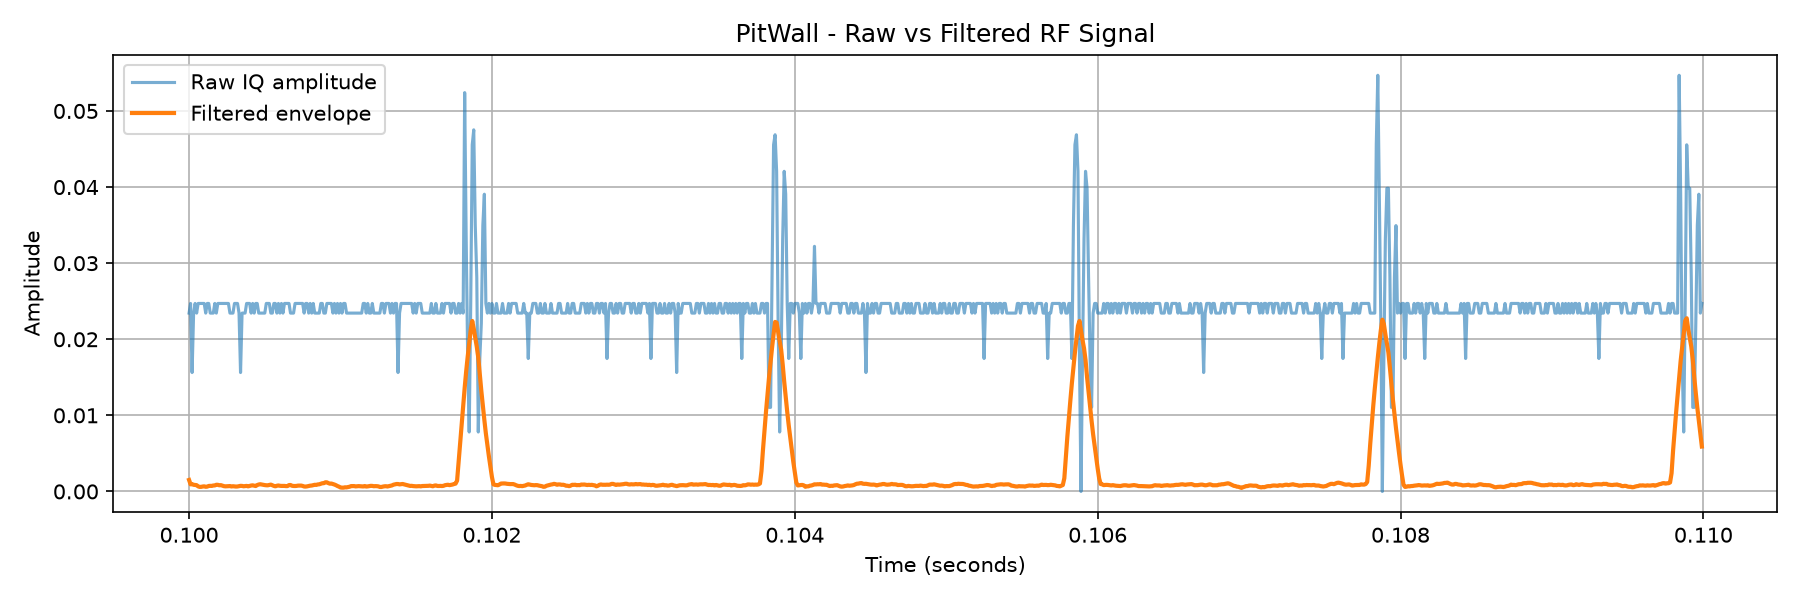 PitWall - Raw vs Filtered RF Signal
Raw IQ amplitude
Filtered envelope
Amplitude
0.05
0.04
0.03
0.02
0.01
0.00
0.100 0.102 0.104 0.106 0.108 0.110
Time (seconds)